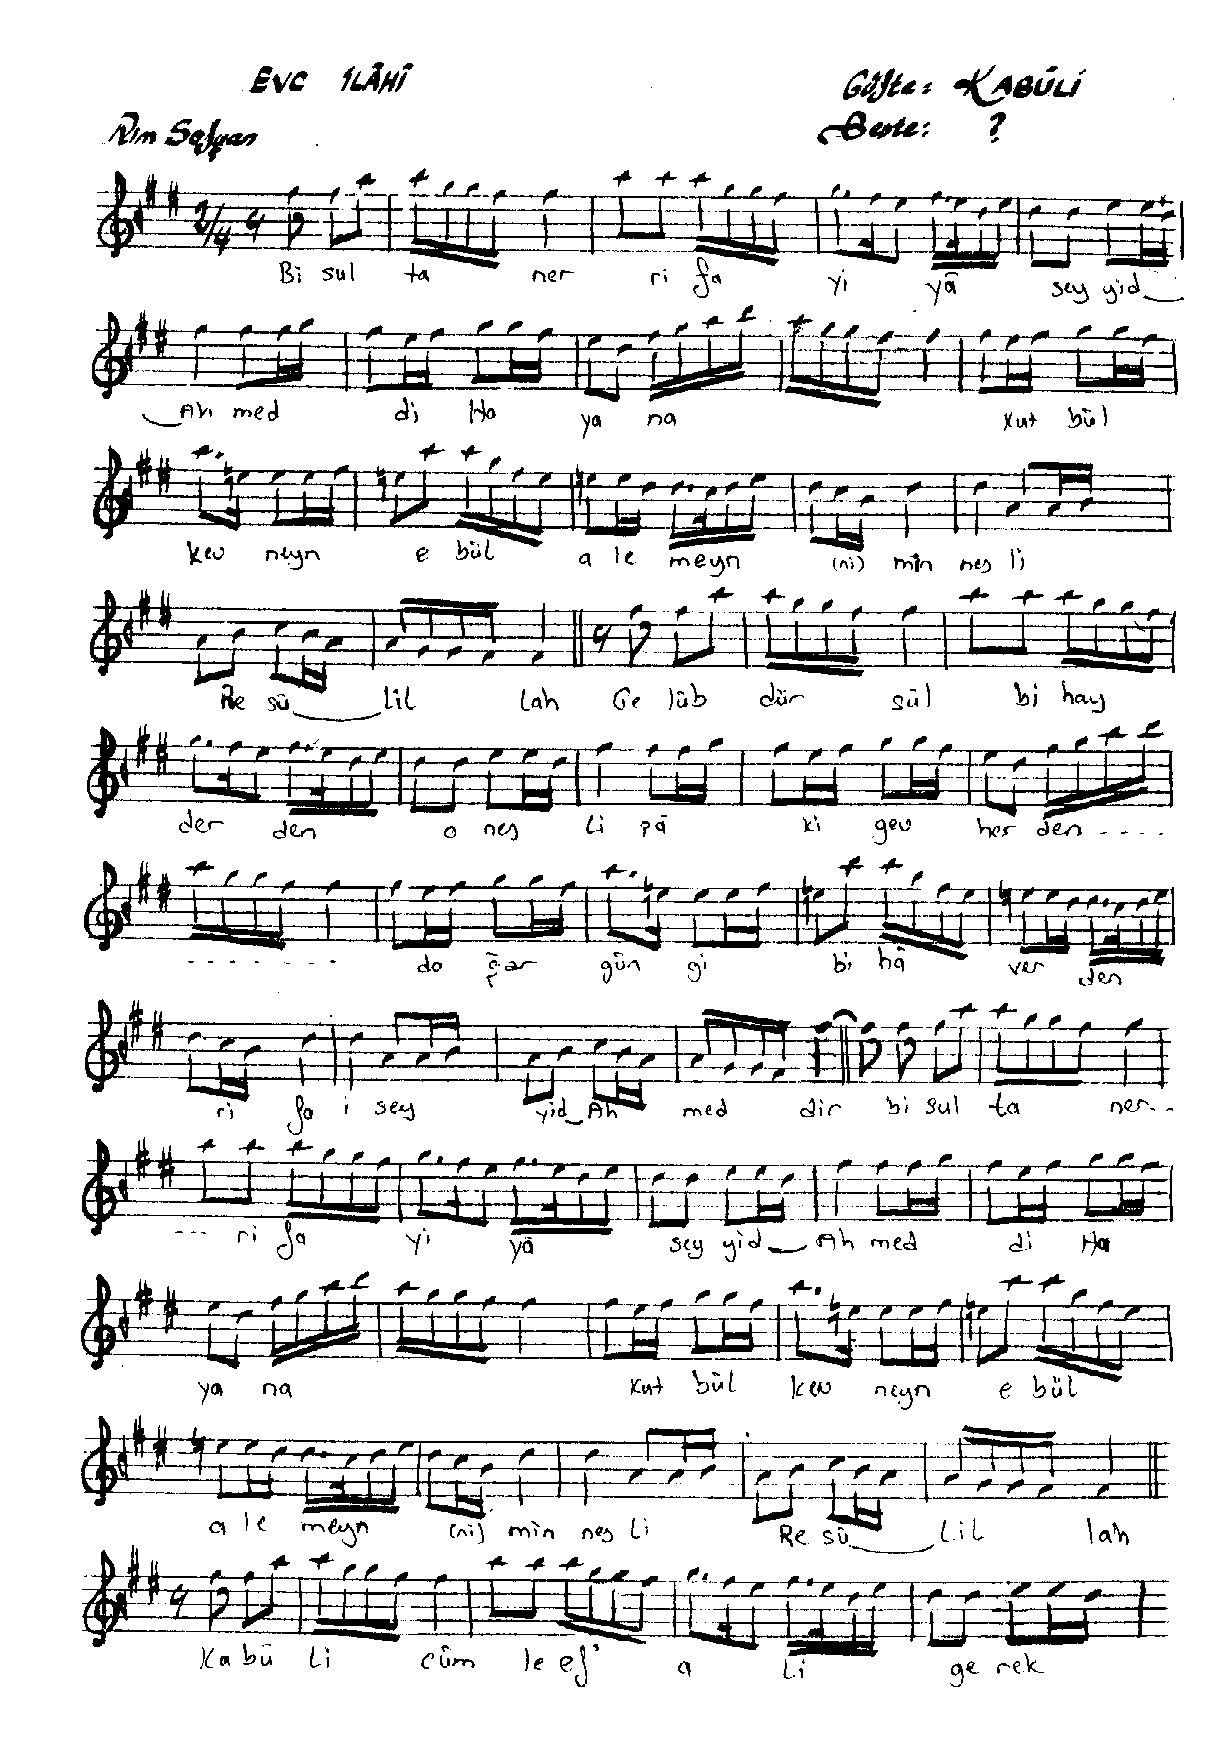 EVC İLÂHÎ
Güfte: KABÛLİ
Nim Sofyan
Beste: ?
2/4
Bi sul ta ner ri fa yi yâ sey yid
Ah med di Ha ya na Kut bül
kev neyn e bül a le meyn (ni) min nes li
Re sû lil lah Ge lüb dür sül bi hay
der den o nes li pâ ki gev her den ----
------- do ğar gün gi bi hâ ver den
ri fa i sey yid Ah med dir bi sul ta ner--
--- ri fa yi yâ sey yid Ah med di Ha
ya na Kut bül kev neyn e bül
a le meyn (ni) min nes li Re sû LiL lah
Ka bû Li cüm le ef' a Li ge rek